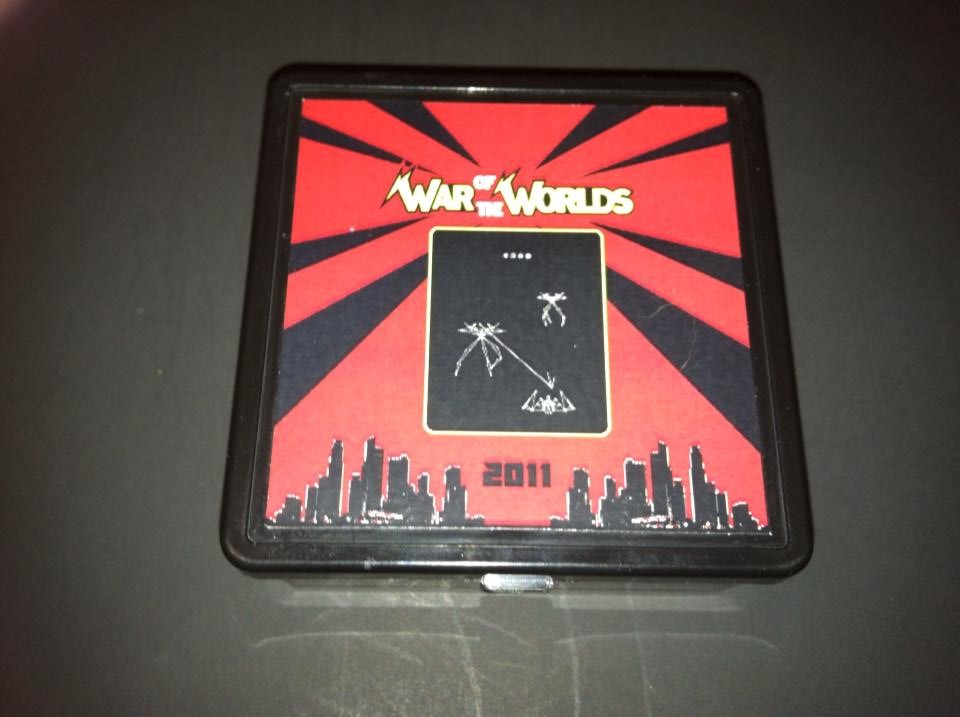 WAR OF THE WORLDS
2011